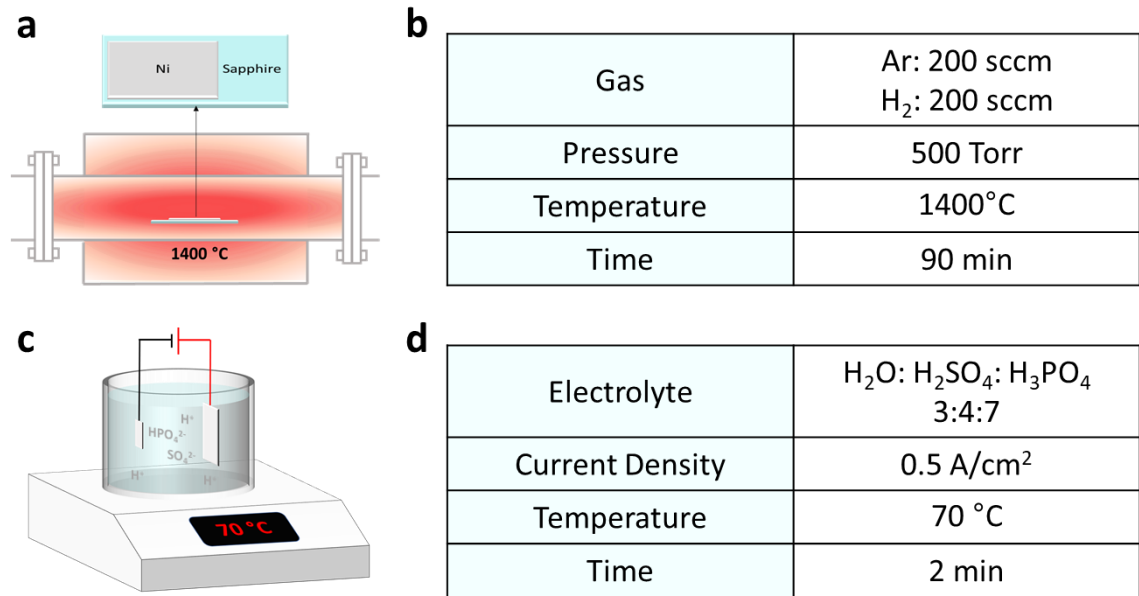 a
Ni
Sapphire
1400 °C
b
Gas
Ar: 200 sccm
H₂: 200 sccm
Pressure
500 Torr
Temperature
1400°C
Time
90 min
c
H⁺
HPO₄²⁻
SO₄²⁻
H⁺
H⁺
70 °C
d
Electrolyte
H₂O: H₂SO₄: H₃PO₄
3:4:7
Current Density
0.5 A/cm²
Temperature
70 °C
Time
2 min